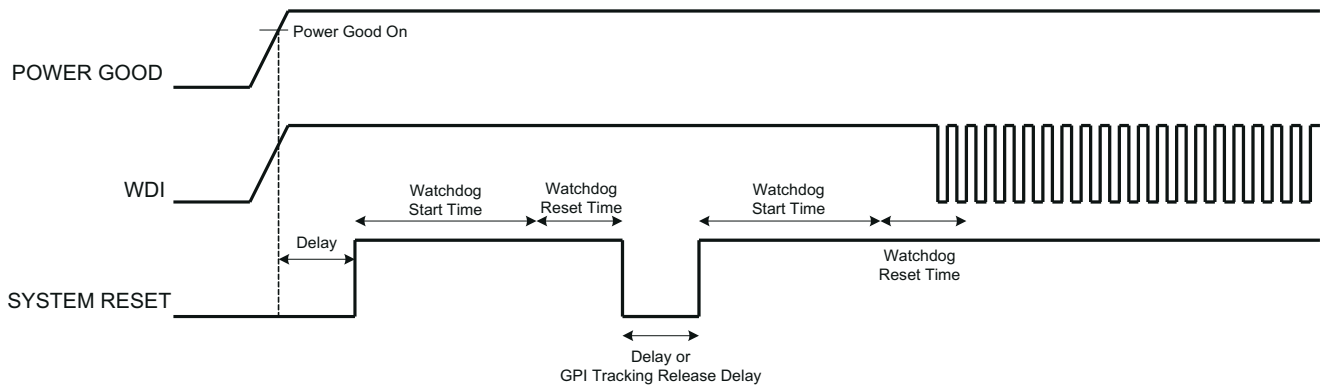 Power Good On
POWER GOOD
WDI
Watchdog
Start Time
Watchdog
Reset Time
Watchdog
Start Time
Delay
Watchdog
Reset Time
SYSTEM RESET
Delay or
GPI Tracking Release Delay